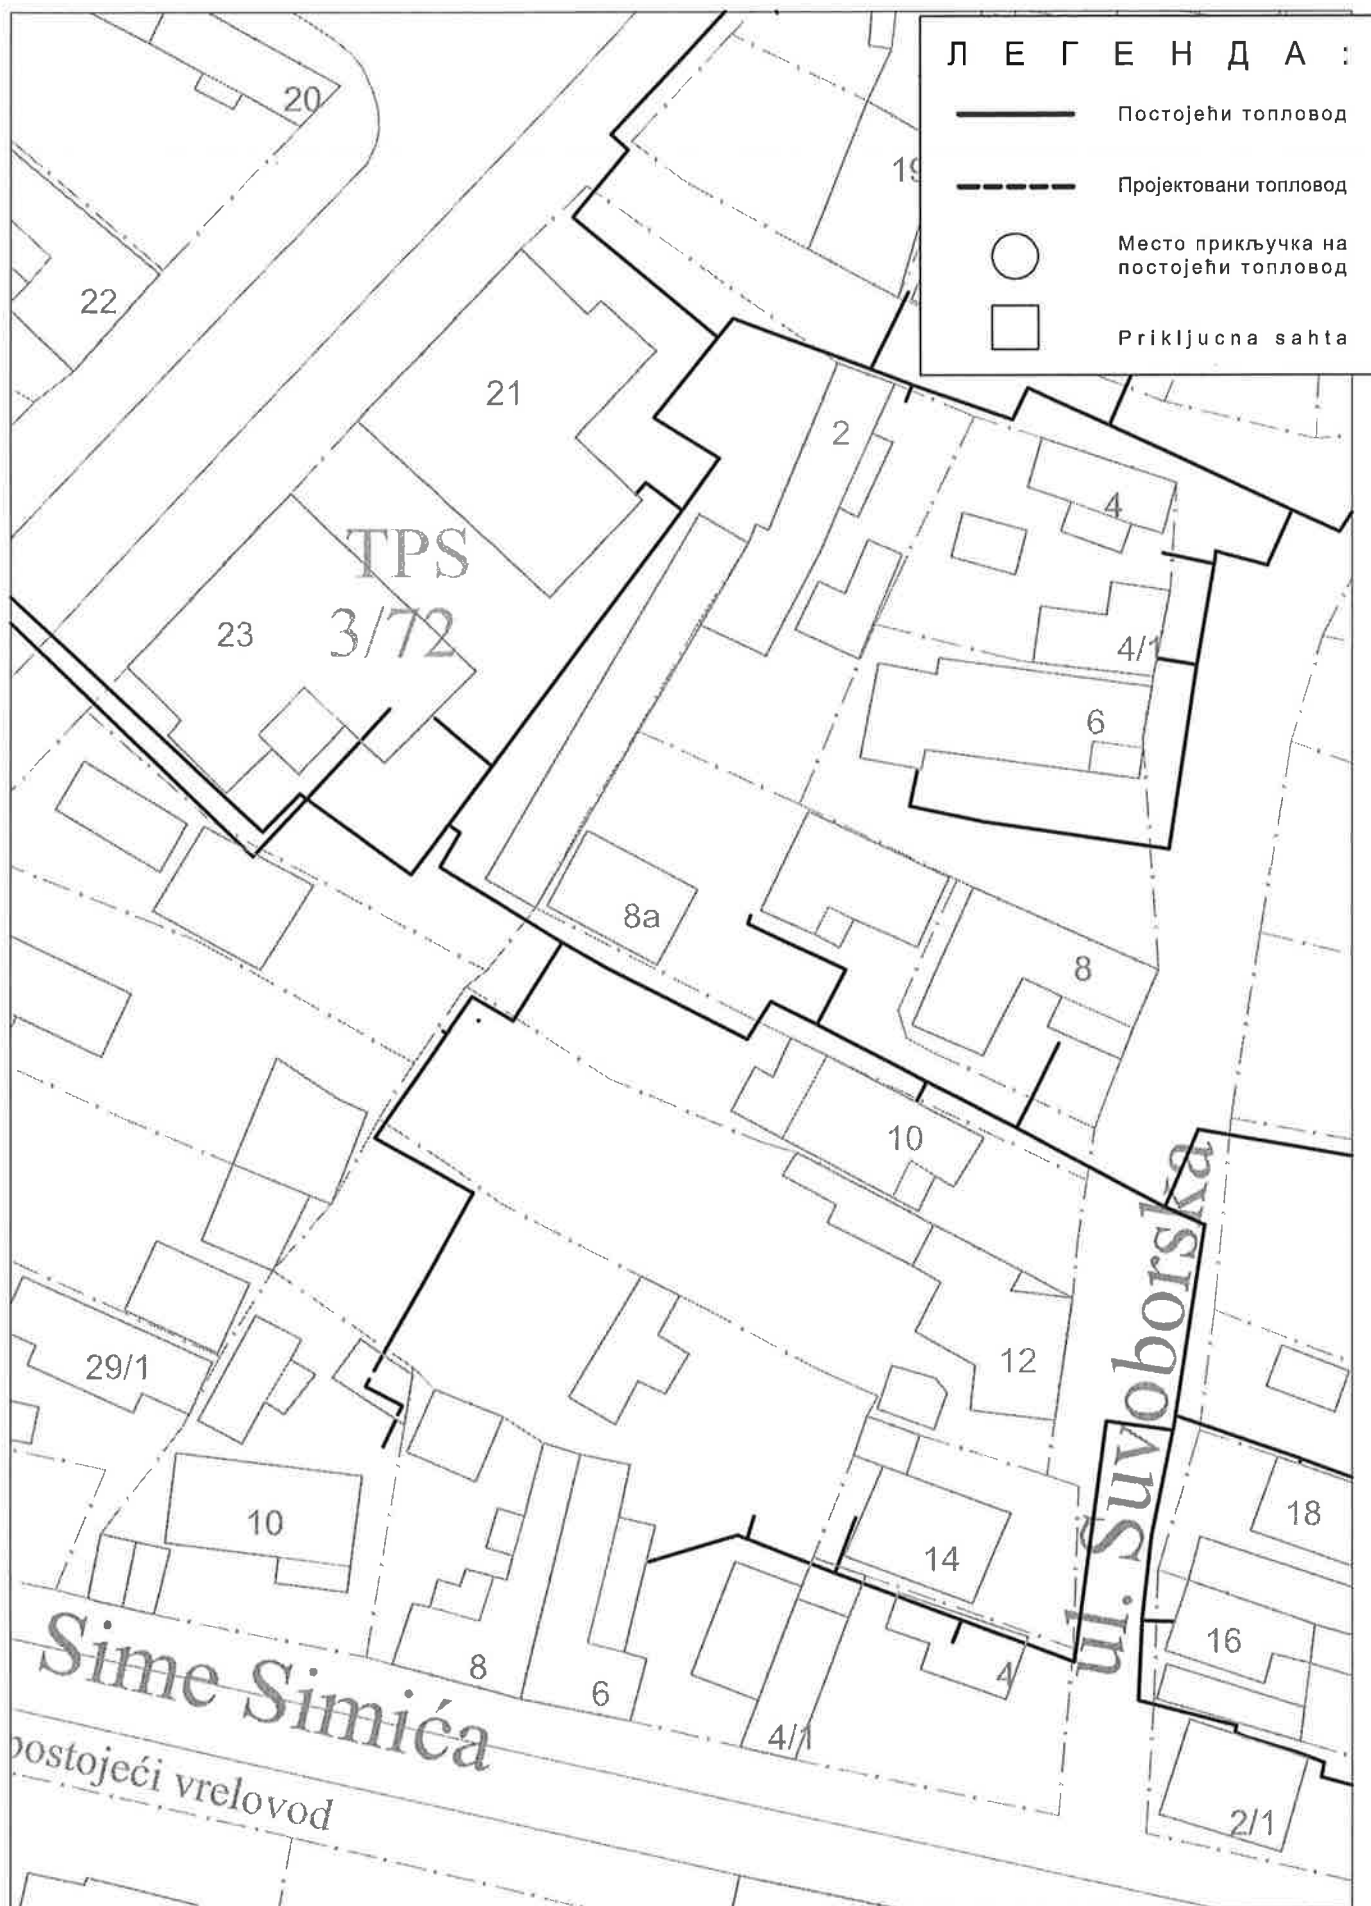 Л Е Г Е Н Д А :
Постојећи топловод
Пројектовани топловод
Место прикључка на
постојећи топловод
Prikljucna sahta
20
19
22
21
2
4
TPS
3/72
23
4/1
6
8a
8
10
12
29/1
ul. Suvoborska
10
18
14
16
8
6
4
4/1
2/1
Sime Simića
postojeći vrelovod